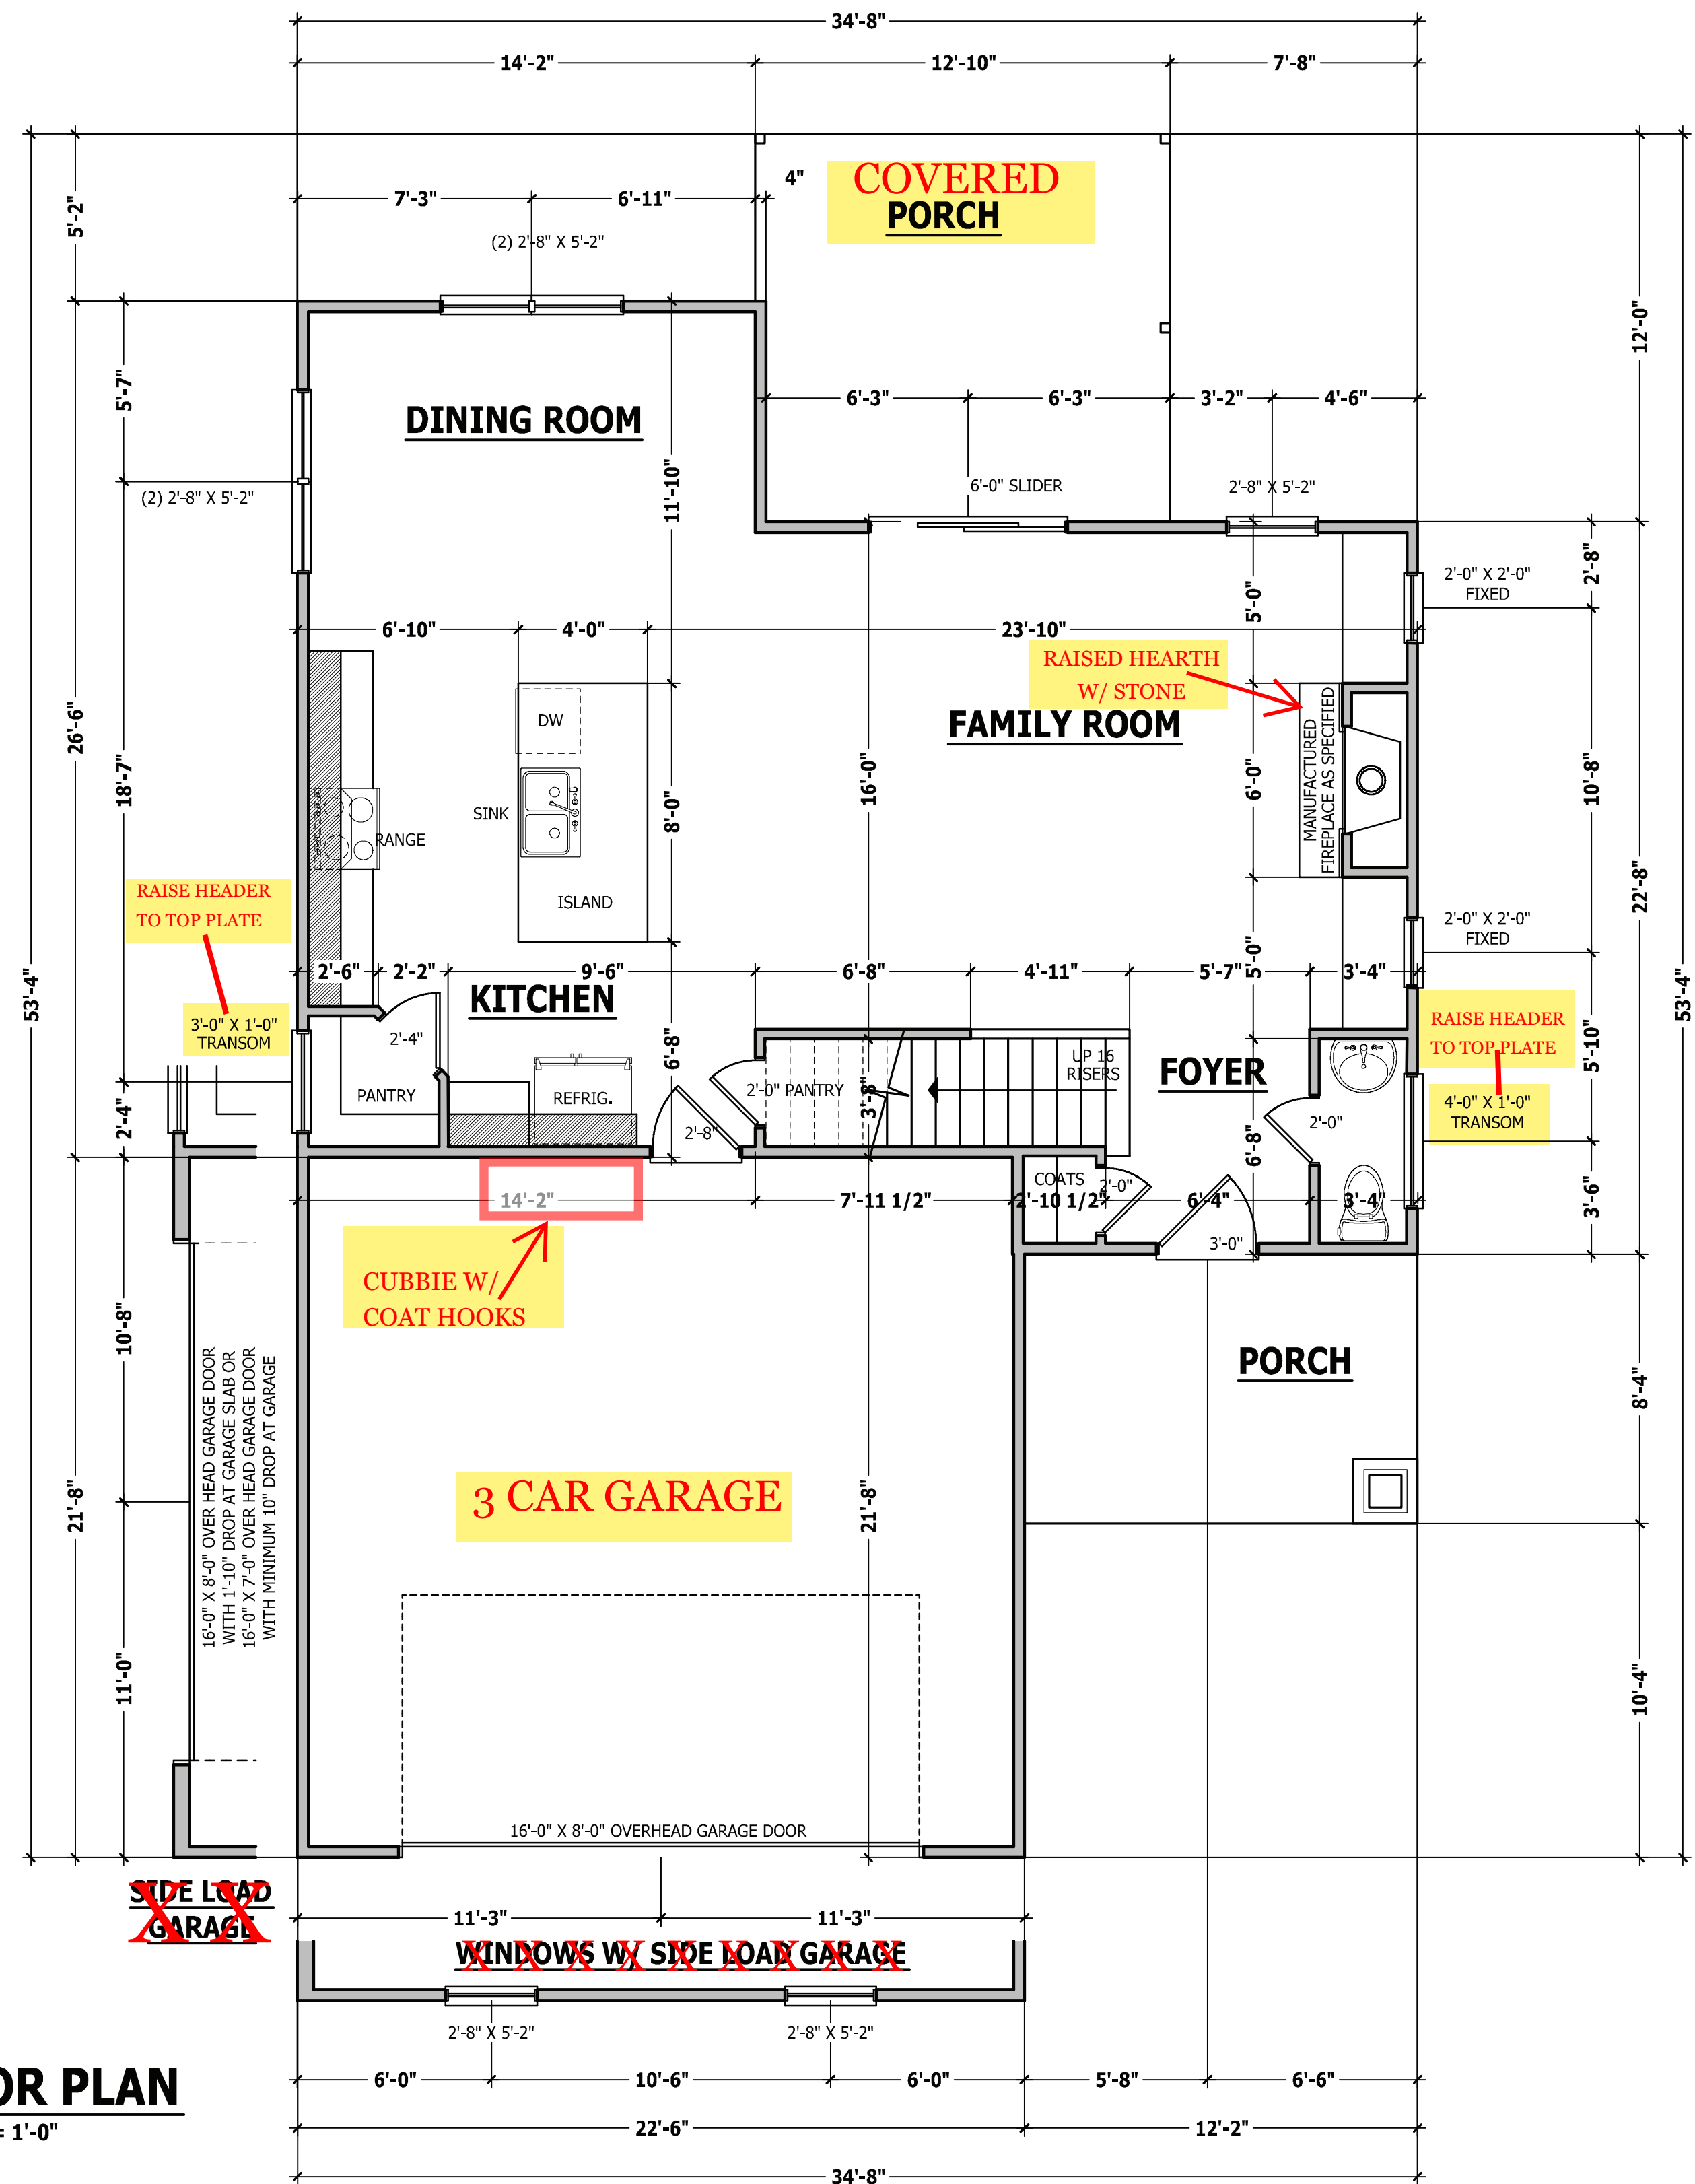 34'-8"
14'-2" 12'-10" 7'-8"
COVERED
PORCH
4"
7'-3" 6'-11"
(2) 2'-8" X 5'-2"
5'-2"
12'-0"
5'-7"
DINING ROOM
6'-3" 6'-3" 3'-2" 4'-6"
11'-10"
(2) 2'-8" X 5'-2"
6'-0" SLIDER
2'-8" X 5'-2"
2'-8"
2'-0" X 2'-0"
FIXED
5'-0"
6'-10" 4'-0" 23'-10"
RAISED HEARTH
W/ STONE
FAMILY ROOM
MANUFACTURED
FIREPLACE AS SPECIFIED
26'-6"
18'-7"
DW
SINK
RANGE
8'-0"
16'-0"
6'-0"
10'-8"
ISLAND
RAISE HEADER
TO TOP PLATE
2'-0" X 2'-0"
FIXED
22'-8"
53'-4"
53'-4"
2'-6" 2'-2" 9'-6" 6'-8" 4'-11" 5'-7" 3'-4"
5'-0"
KITCHEN
3'-0" X 1'-0"
TRANSOM
2'-4"
6'-8"
RAISE HEADER
TO TOP PLATE
5'-10"
UP 16
RISERS
FOYER
PANTRY
REFRIG.
2'-0" PANTRY
3'-8"
4'-0" X 1'-0"
TRANSOM
2'-4"
2'-8"
2'-0"
6'-8"
COATS
2'-0"
14'-2" 7'-11 1/2" 2'-10 1/2" 6'-4" 3'-4"
3'-6"
3'-0"
CUBBIE W/
COAT HOOKS
10'-8"
PORCH
8'-4"
16'-0" X 8'-0" OVER HEAD GARAGE DOOR
WITH 1'-10" DROP AT GARAGE SLAB OR
16'-0" X 7'-0" OVER HEAD GARAGE DOOR
WITH MINIMUM 10" DROP AT GARAGE
3 CAR GARAGE
21'-8"
21'-8"
11'-0"
10'-4"
16'-0" X 8'-0" OVERHEAD GARAGE DOOR
SIDE LOAD
GARAGE
X X
11'-3" 11'-3"
WINDOWS W/ SIDE LOAD GARAGE
X X X X X X X X X
2'-8" X 5'-2" 2'-8" X 5'-2"
6'-0" 10'-6" 6'-0" 5'-8" 6'-6"
OR PLAN
= 1'-0"
22'-6" 12'-2"
34'-8"